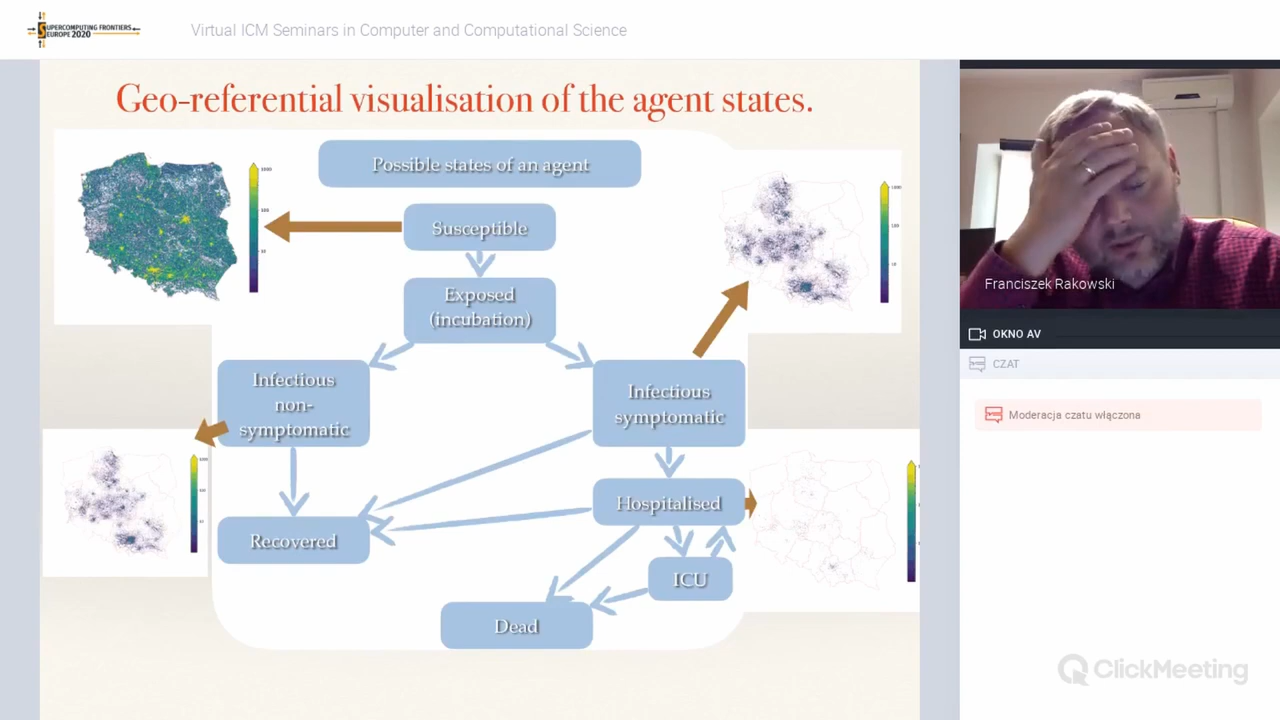 SUPERCOMPUTING FRONTIERS
EUROPE 2020
Virtual ICM Seminars in Computer and Computational Science
Geo-referential visualisation of the agent states.
Possible states of an agent
Susceptible
Exposed
(incubation)
Infectious
non-
symptomatic
Infectious
symptomatic
Hospitalised
Recovered
ICU
Dead
Franciszek Rakowski
OKNO AV
CZAT
Moderacja czatu włączona
ClickMeeting